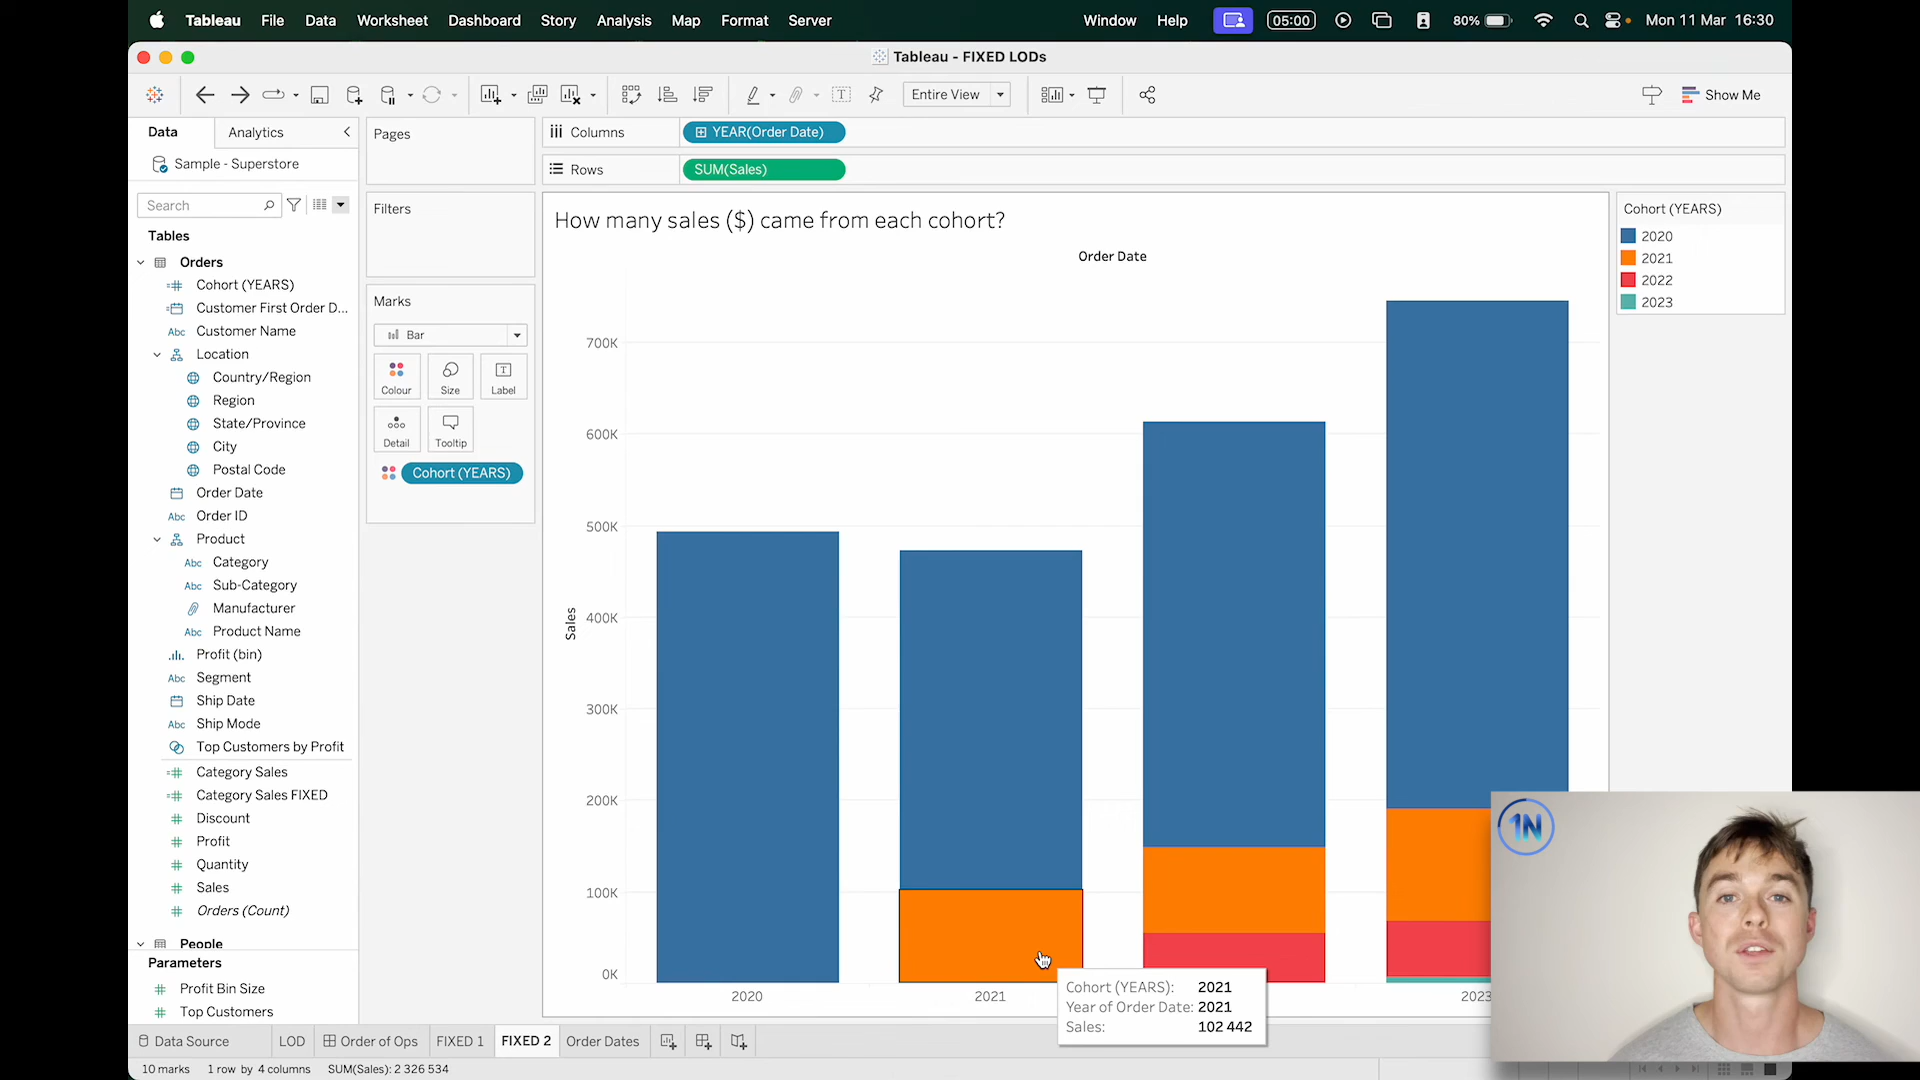 Tableau File Data Worksheet Dashboard Story Analysis Map Format Server Window Help 05:00 80% Mon 11 Mar 16:30
Tableau - FIXED LODs
Entire View
Show Me
Data Analytics
Sample - Superstore
Search
Tables
Orders
Cohort (YEARS)
Customer First Order D...
Abc Customer Name
Location
Country/Region
Region
State/Province
City
Postal Code
Order Date
Abc Order ID
Product
Abc Category
Abc Sub-Category
Manufacturer
Abc Product Name
Profit (bin)
Abc Segment
Ship Date
Abc Ship Mode
Top Customers by Profit
Category Sales
Category Sales FIXED
Discount
Profit
Quantity
Sales
Orders (Count)
People
Parameters
Profit Bin Size
Top Customers
Pages
Filters
Marks
Bar
Colour Size Label
Detail Tooltip
Cohort (YEARS)
Columns YEAR(Order Date)
Rows SUM(Sales)
How many sales ($) came from each cohort?
Order Date
700K
600K
500K
400K
300K
200K
100K
0K
Sales
2020 2021 2023
Cohort (YEARS): 2021
Year of Order Date: 2021
Sales: 102 442
Cohort (YEARS)
2020
2021
2022
2023
1N
Data Source LOD Order of Ops FIXED 1 FIXED 2 Order Dates
10 marks 1 row by 4 columns SUM(Sales): 2 326 534